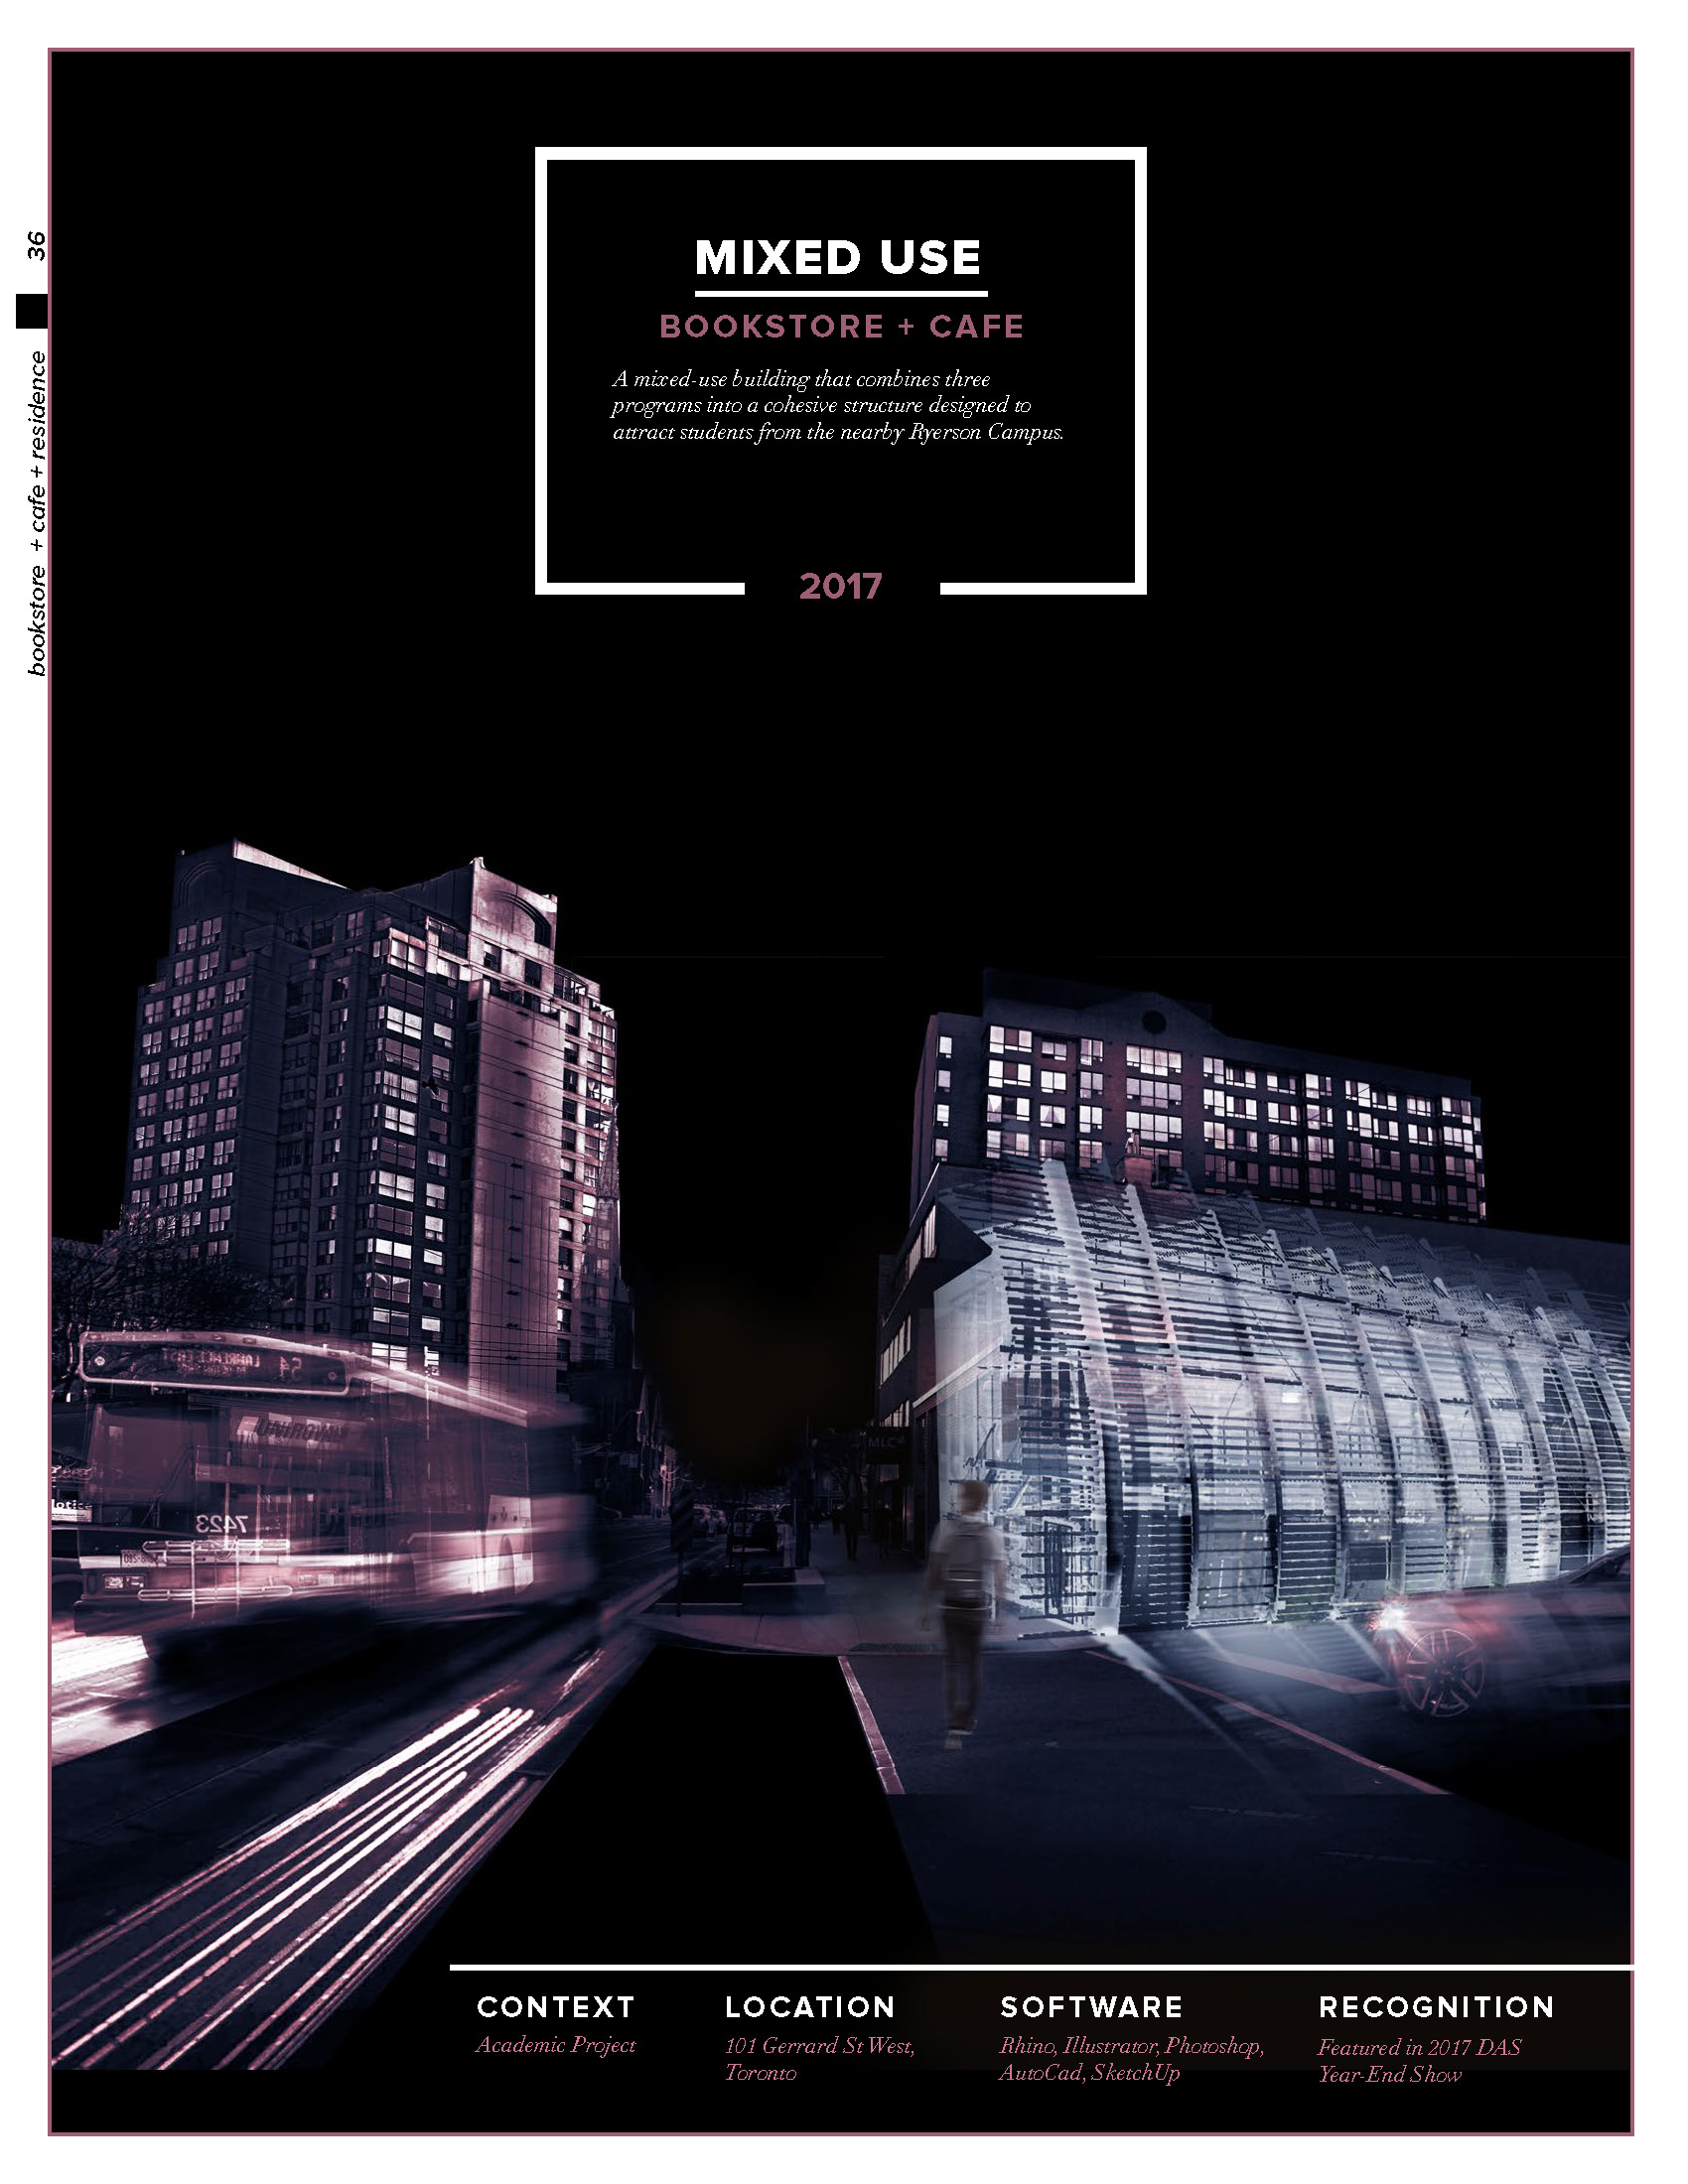 36
bookstore + cafe + residence
MIXED USE
BOOKSTORE + CAFE
A mixed-use building that combines three
programs into a cohesive structure designed to
attract students from the nearby Ryerson Campus.
2017
54
MLC
7423
CONTEXT
Academic Project
LOCATION
101 Gerrard St West,
Toronto
SOFTWARE
Rhino, Illustrator, Photoshop,
AutoCad, SketchUp
RECOGNITION
Featured in 2017 DAS
Year-End Show